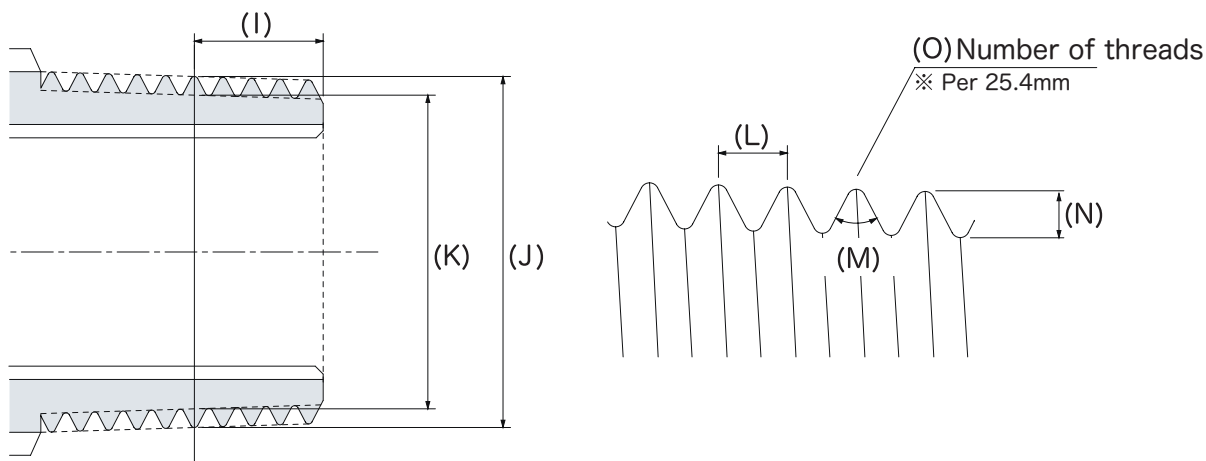 (I)
(K)
(J)
(O)Number of threads
※ Per 25.4mm
(L)
(N)
(M)